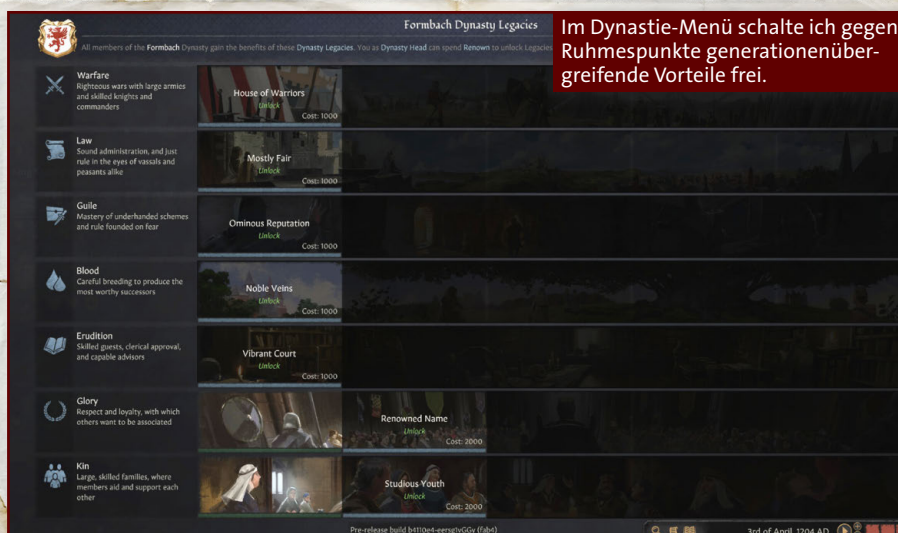 Formbach Dynasty Legacies
All members of the Formbach Dynasty gain the benefits of these Dynasty Legacies. You as Dynasty Head can spend Renown to unlock Legacies
Im Dynastie-Menü schalte ich gegen
Ruhmespunkte generationenüber-
greifende Vorteile frei.
Warfare
Righteous wars with large armies
and skilled knights and
commanders
House of Warriors
Unlock
Cost: 1000
Law
Sound administration, and just
rule in the eyes of vassals and
peasants alike
Mostly Fair
Unlock
Cost: 1000
Guile
Mastery of underhanded schemes
and rule founded on fear
Ominous Reputation
Unlock
Cost: 1000
Blood
Careful breeding to produce the
most worthy successors
Noble Veins
Unlock
Cost: 1000
Erudition
Skilled guests, clerical approval,
and capable advisors
Vibrant Court
Unlock
Cost: 1000
Glory
Respect and loyalty, with which
others want to be associated
Renowned Name
Unlock
Cost: 2000
Kin
Large, skilled families, where
members aid and support each
other
Studious Youth
Unlock
Cost: 2000
Pre-release build
3rd of April, 1204 AD